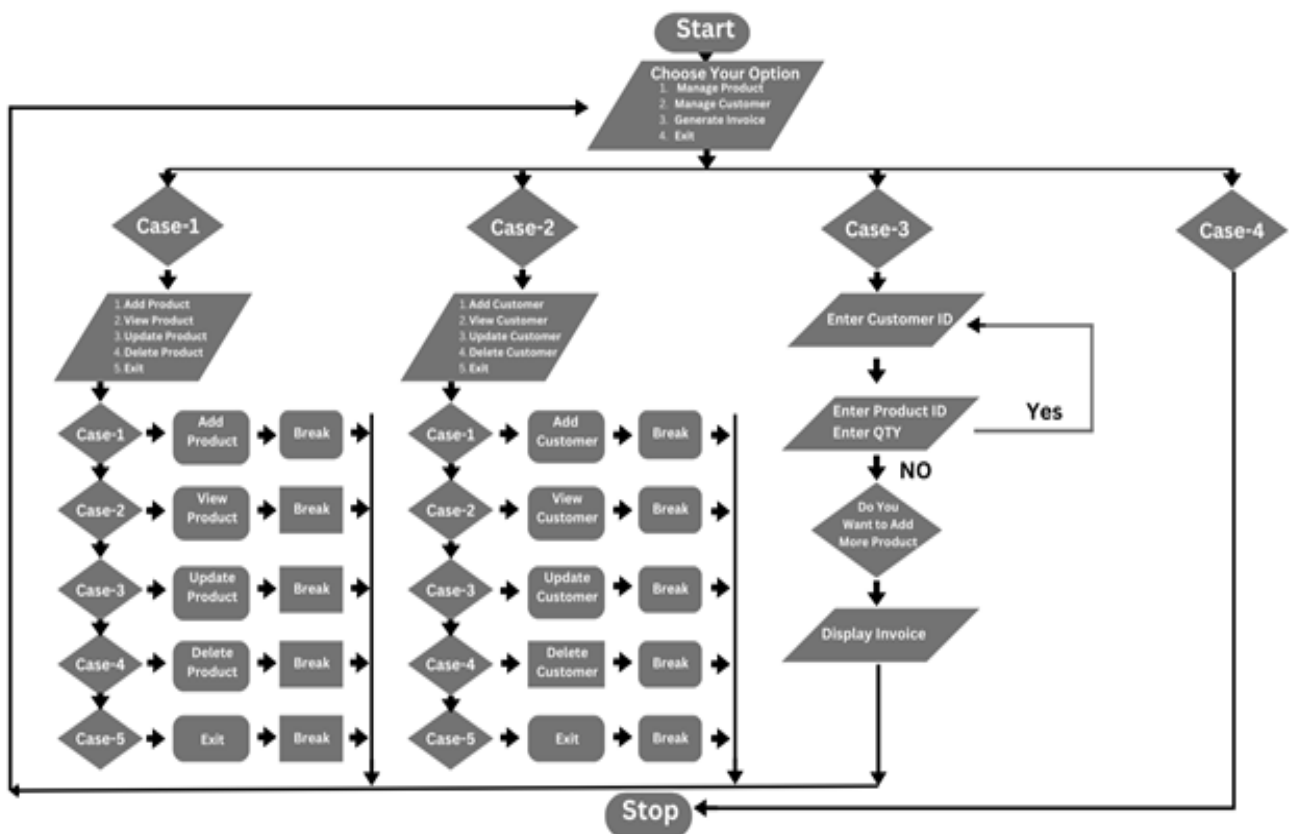 Start
Choose Your Option
1. Manage Product
2. Manage Customer
3. Generate Invoice
4. Exit
Case-1
Case-2
Case-3
Case-4
1. Add Product
2. View Product
3. Update Product
4. Delete Product
5. Exit
1. Add Customer
2. View Customer
3. Update Customer
4. Delete Customer
5. Exit
Enter Customer ID
Case-1
Add
Product
Break
Case-1
Add
Customer
Break
Enter Product ID
Enter QTY
Yes
NO
Case-2
View
Product
Break
Case-2
View
Customer
Break
Do You
Want to Add
More Product
Case-3
Update
Product
Break
Case-3
Update
Customer
Break
Display Invoice
Case-4
Delete
Product
Break
Case-4
Delete
Customer
Break
Case-5
Exit
Break
Case-5
Exit
Break
Stop